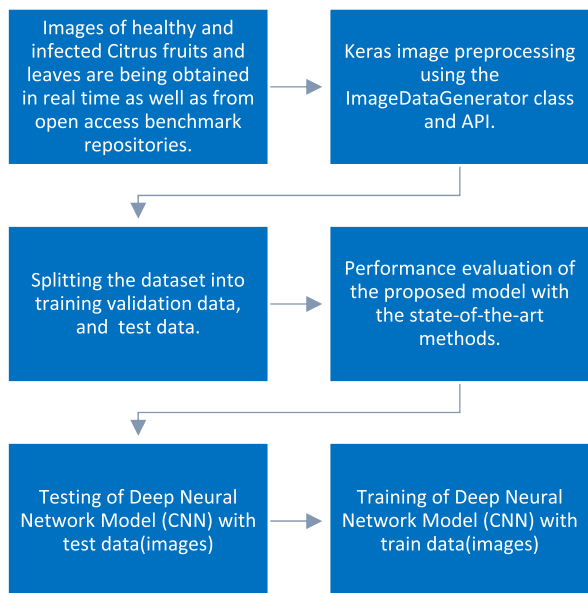 Images of healthy and
infected Citrus fruits and
leaves are being obtained
in real time as well as from
open access benchmark
repositories.
Keras image preprocessing
using the
ImageDataGenerator class
and API.
Splitting the dataset into
training validation data,
and  test data.
Performance evaluation of
the proposed model with
the state-of-the-art
methods.
Testing of Deep Neural
Network Model (CNN) with
test data(images)
Training of Deep Neural
Network Model (CNN) with
train data(images)